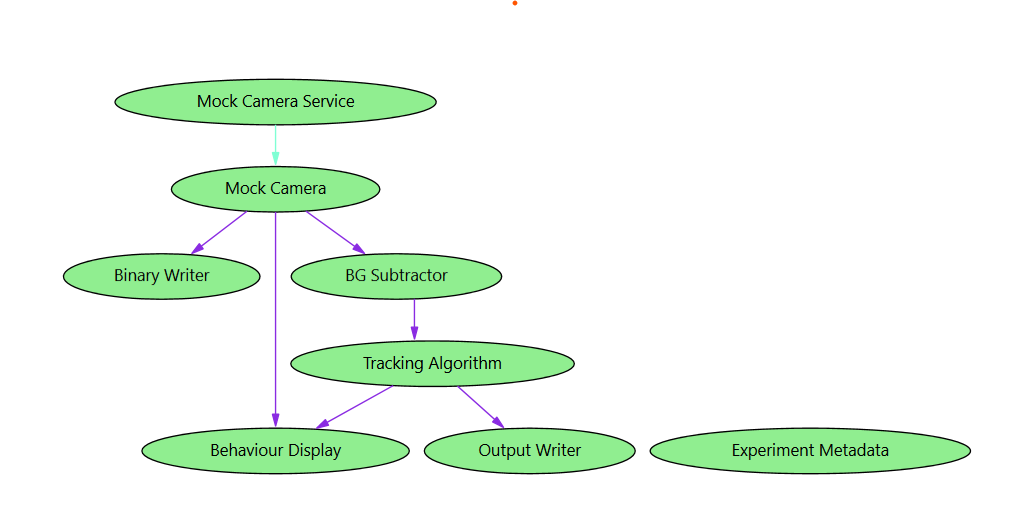 Mock Camera Service
Mock Camera
Binary Writer
BG Subtractor
Tracking Algorithm
Behaviour Display
Output Writer
Experiment Metadata